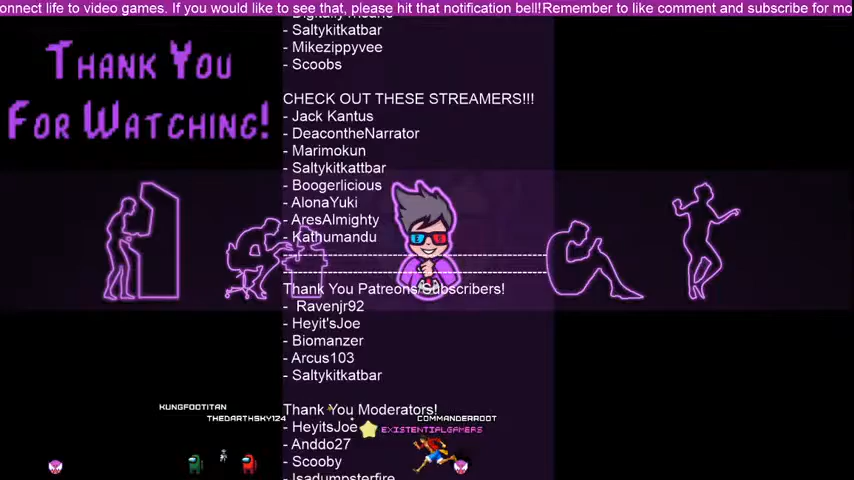 onnect life to video games. If you would like to see that, please hit that notification bell!Remember to like comment and subscribe for mo
THANK YOU
FOR WATCHING!
- Saltykitkatbar
- Mikezippyvee
- Scoobs
CHECK OUT THESE STREAMERS!!!
- Jack Kantus
- DeacontheNarrator
- Marimokun
- Saltykitkattbar
- Boogerlicious
- AlonaYuki
- AresAlmighty
- Kathumandu
Thank You Patreons/Subscribers!
- Ravenjr92
- Heyit'sJoe
- Biomanzer
- Arcus103
- Saltykitkatbar
KUNGFOOTITAN
THEDARTHSKY124
Thank You Moderators!
COMMANDERROOT
- HeyitsJoe
EXISTENTIALGAMERS
- Anddo27
- Scooby
- Isadumpsterfire